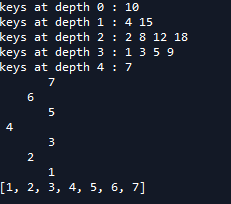 keys at depth 0 : 10
keys at depth 1 : 4 15
keys at depth 2 : 2 8 12 18
keys at depth 3 : 1 3 5 9
keys at depth 4 : 7
7
6
5
4
3
2
1
[1, 2, 3, 4, 5, 6, 7]